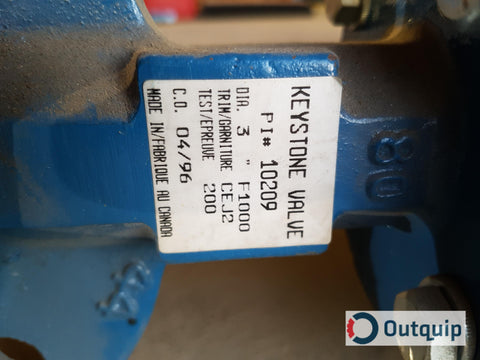 KEYSTONE VALVE
PI# 10209
DIA. 3 " F1000
TRIM/GARNITURE CEJ2
TEST/EPREUVE 200
C.D. 04/96
MADE IN/FABRIQUE AU CANADA
80
Outquip